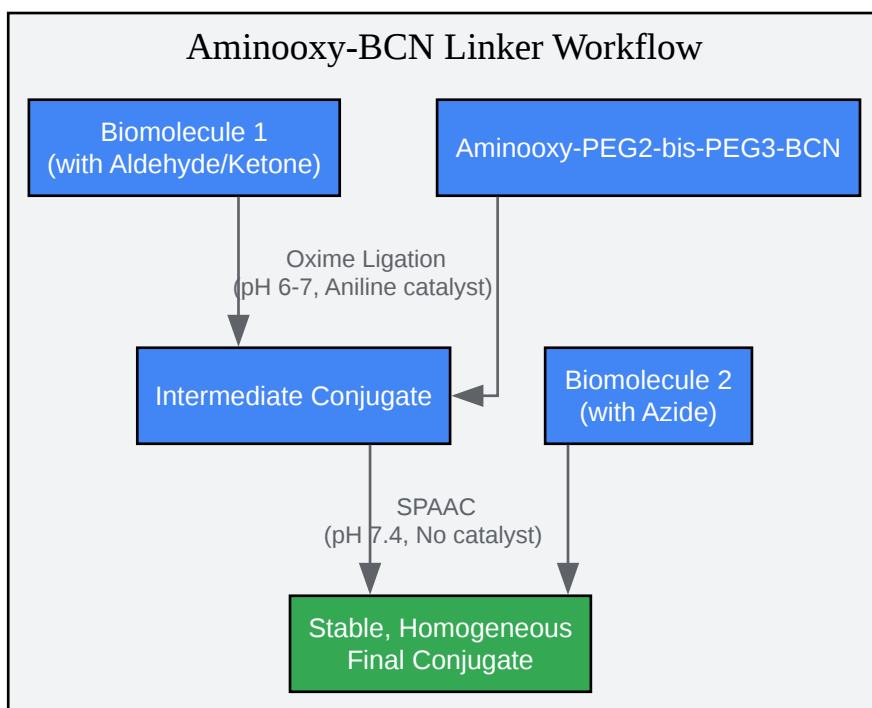 Aminooxy-BCN Linker Workflow
Biomolecule 1
(with Aldehyde/Ketone)
Aminooxy-PEG2-bis-PEG3-BCN
Oxime Ligation
(pH 6-7, Aniline catalyst)
Intermediate Conjugate
Biomolecule 2
(with Azide)
SPAAC
(pH 7.4, No catalyst)
Stable, Homogeneous
Final Conjugate